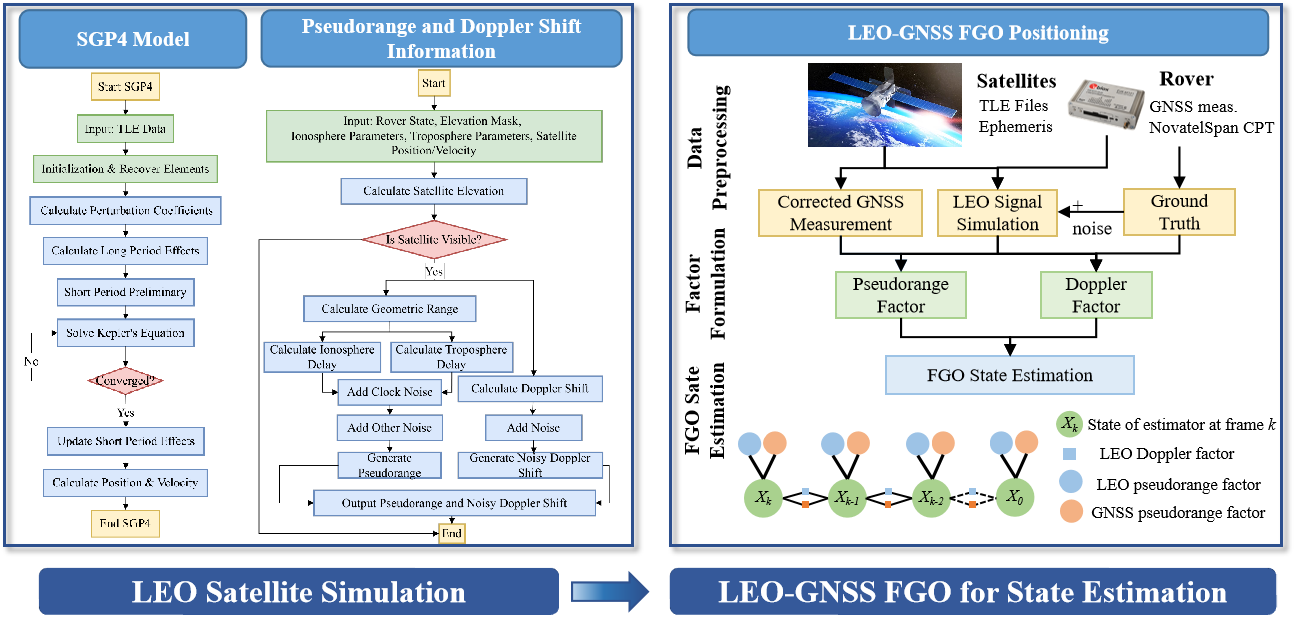 SGP4 Model
Start SGP4
Input: TLE Data
Initialization & Recover Elements
Calculate Perturbation Coefficients
Calculate Long Period Effects
Short Period Preliminary
Solve Kepler's Equation
No
Converged?
Yes
Update Short Period Effects
Calculate Position & Velocity
End SGP4
Pseudorange and Doppler Shift
Information
Start
Input: Rover State, Elevation Mask,
Ionosphere Parameters, Troposphere Parameters, Satellite
Position/Velocity
Calculate Satellite Elevation
Is Satellite Visible?
Yes
Calculate Geometric Range
Calculate Ionosphere
Delay
Calculate Troposphere
Delay
Add Clock Noise
Calculate Doppler Shift
Add Other Noise
Add Noise
Generate
Pseudorange
Generate Noisy Doppler
Shift
Output Pseudorange and Noisy Doppler Shift
End
LEO Satellite Simulation
LEO-GNSS FGO Positioning
Data
Preprocessing
Satellites
TLE Files
Ephemeris
Rover
GNSS meas.
NovatelSpan CPT
Corrected GNSS
Measurement
LEO Signal
Simulation
+
noise
Ground
Truth
Factor
Formulation
Pseudorange
Factor
Doppler
Factor
FGO Sate
Estimation
FGO State Estimation
Xk
Xk-1
Xk-2
X0
Xk State of estimator at frame k
LEO Doppler factor
LEO pseudorange factor
GNSS pseudorange factor
LEO-GNSS FGO for State Estimation